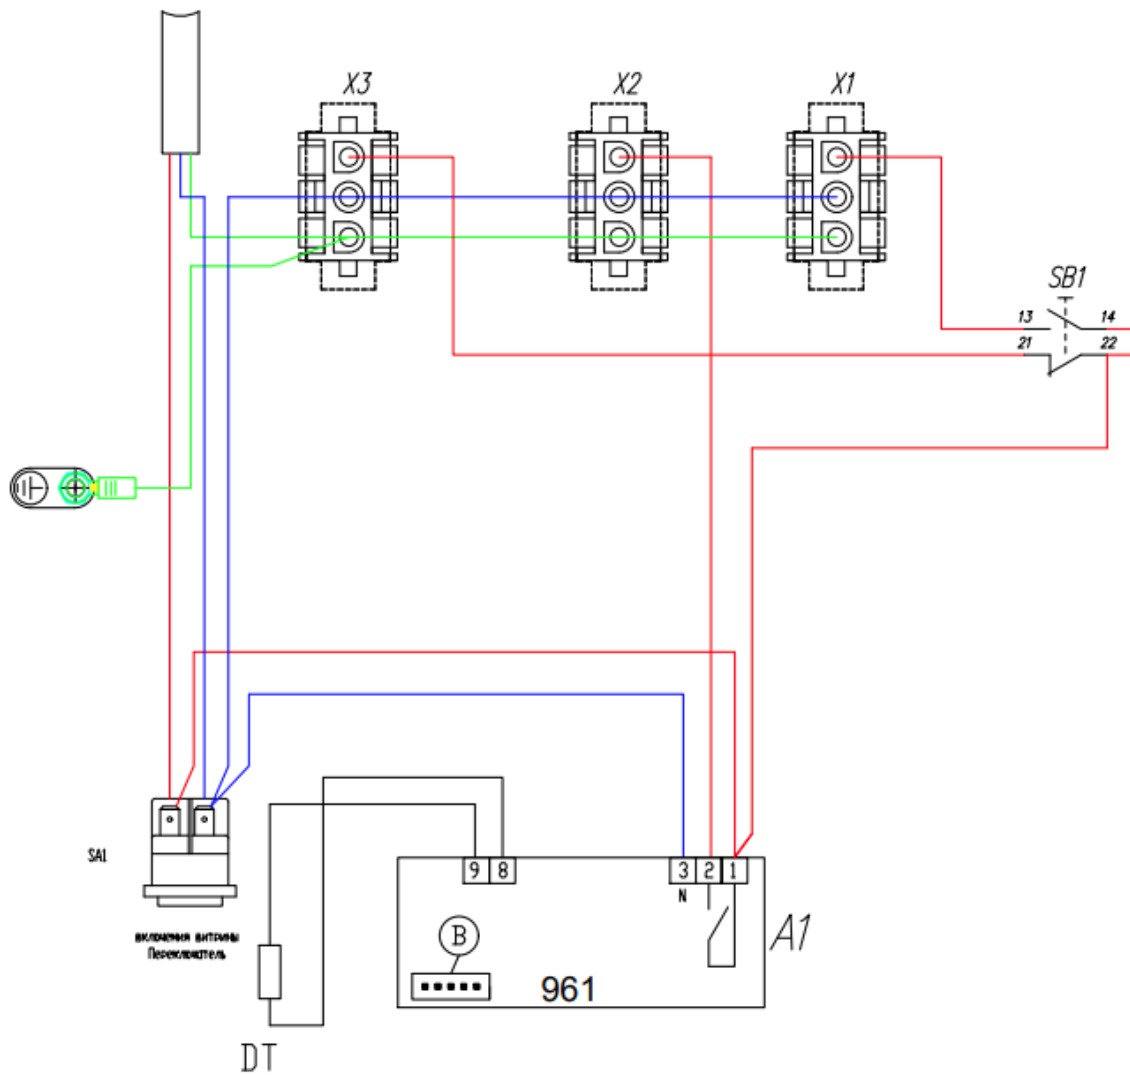 X3 X2 X1
SB1
13 14
21 22
SA1
включения витрины
Переключатель
9 8 3 2 1
N
B
A1
961
DT